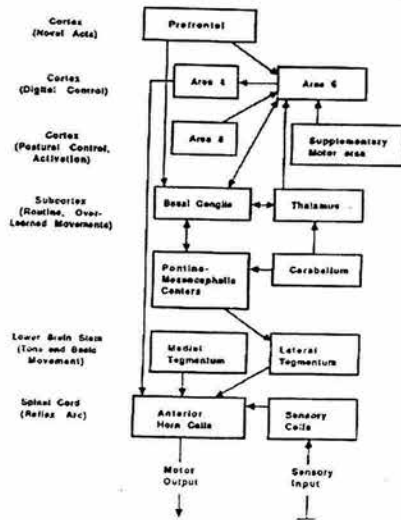 Cortex
(Novel Acts)
Prefrontal
Cortex
(Digital Control)
Area 4
Area 6
Cortex
(Postural Control,
Activation)
Area 8
Supplementary
Motor area
Subcortex
(Routine, Over-
Learned Movements)
Basal Ganglia
Thalamus
Pontine-
Mesencephalic
Centers
Cerebellum
Lower Brain Stem
(Tone and Basic
Movement)
Medial
Tegmentum
Lateral
Tegmentum
Spinal Cord
(Reflex Arc)
Anterior
Horn Cells
Sensory
Cells
Motor
Output
Sensory
Input